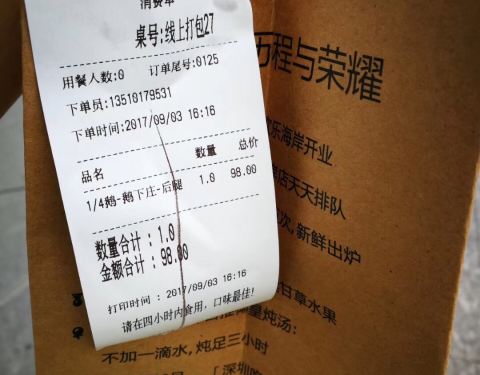 消费单
桌号:线上打包27
用餐人数:0 订单尾号:0125
下单员:13510179531
下单时间:2017/09/03 16:16
品名 数量 总价
1/4鹅-鹅下庄-后腿 1.0 98.00
数量合计 : 1.0
金额合计 : 98.00
打印时间 : 2017/09/03 16:16
请在四小时内食用，口味最佳!
历程与荣耀
乐海岸开业
店天天排队
次,新鲜出炉
甘草水果
煲炖汤:
不加一滴水,炖足三小时
「深圳